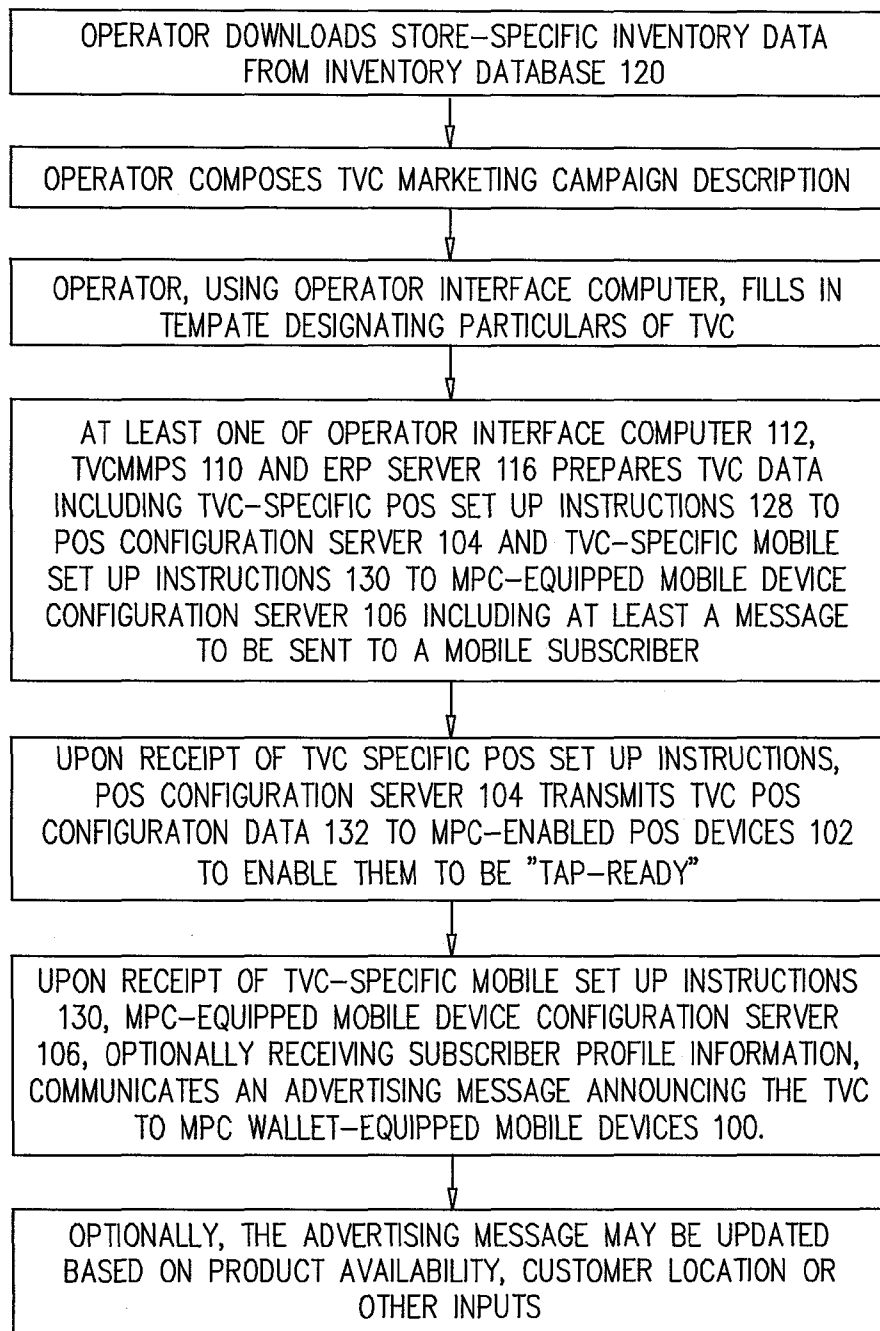 OPERATOR DOWNLOADS STORE-SPECIFIC INVENTORY DATA
FROM INVENTORY DATABASE 120
OPERATOR COMPOSES TVC MARKETING CAMPAIGN DESCRIPTION
OPERATOR, USING OPERATOR INTERFACE COMPUTER, FILLS IN
TEMPATE DESIGNATING PARTICULARS OF TVC
AT LEAST ONE OF OPERATOR INTERFACE COMPUTER 112,
TVCMMPS 110 AND ERP SERVER 116 PREPARES TVC DATA
INCLUDING TVC-SPECIFIC POS SET UP INSTRUCTIONS 128 TO
POS CONFIGURATION SERVER 104 AND TVC-SPECIFIC MOBILE
SET UP INSTRUCTIONS 130 TO MPC-EQUIPPED MOBILE DEVICE
CONFIGURATION SERVER 106 INCLUDING AT LEAST A MESSAGE
TO BE SENT TO A MOBILE SUBSCRIBER
UPON RECEIPT OF TVC SPECIFIC POS SET UP INSTRUCTIONS,
POS CONFIGURATION SERVER 104 TRANSMITS TVC POS
CONFIGURATON DATA 132 TO MPC-ENABLED POS DEVICES 102
TO ENABLE THEM TO BE "TAP-READY"
UPON RECEIPT OF TVC-SPECIFIC MOBILE SET UP INSTRUCTIONS
130, MPC-EQUIPPED MOBILE DEVICE CONFIGURATION SERVER
106, OPTIONALLY RECEIVING SUBSCRIBER PROFILE INFORMATION,
COMMUNICATES AN ADVERTISING MESSAGE ANNOUNCING THE TVC
TO MPC WALLET-EQUIPPED MOBILE DEVICES 100.
OPTIONALLY, THE ADVERTISING MESSAGE MAY BE UPDATED
BASED ON PRODUCT AVAILABILITY, CUSTOMER LOCATION OR
OTHER INPUTS